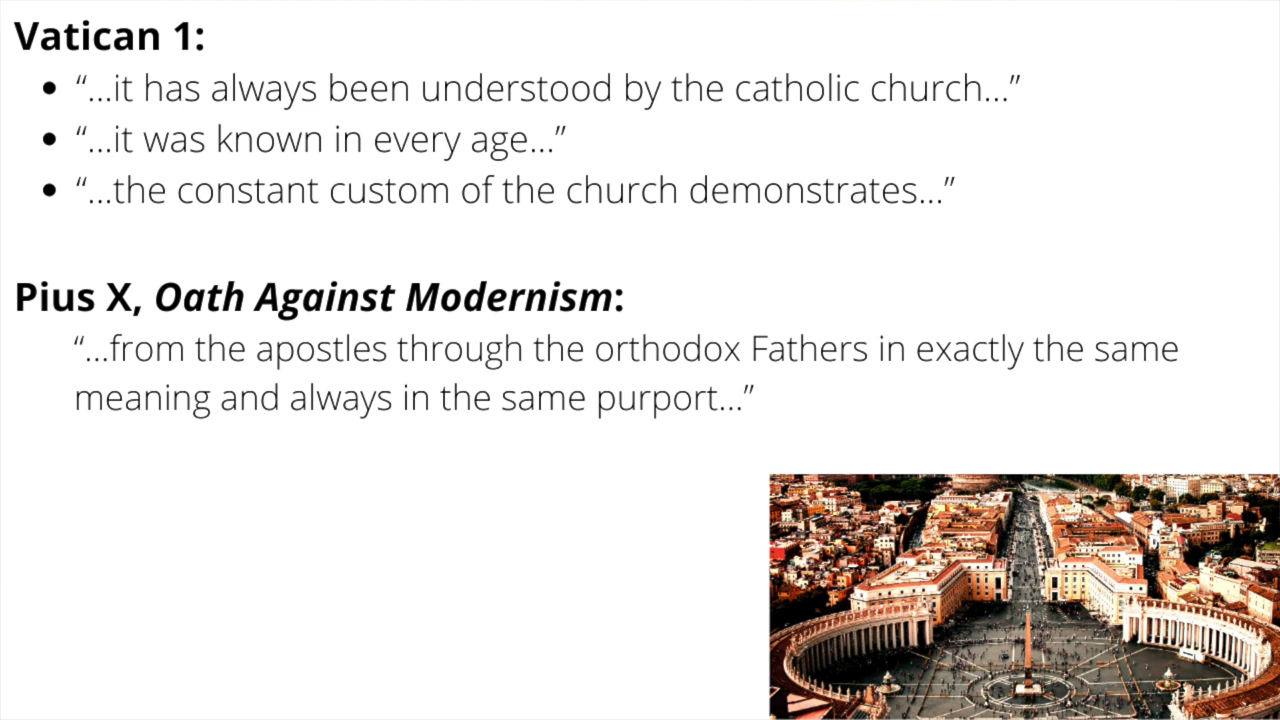 Vatican 1:
• “...it has always been understood by the catholic church...”
• “...it was known in every age...”
• “...the constant custom of the church demonstrates...”
Pius X, Oath Against Modernism:
“...from the apostles through the orthodox Fathers in exactly the same
meaning and always in the same purport...”